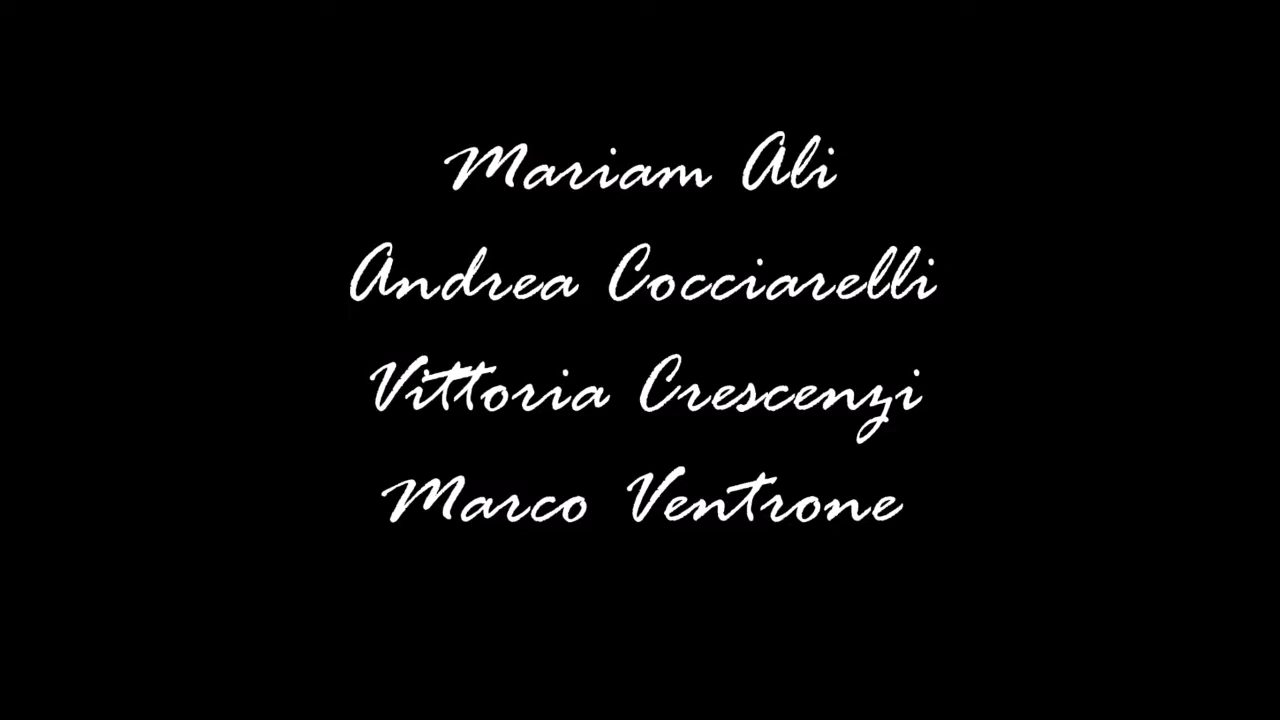 Mariam Ali
Andrea Cocciarelli
Vittoria Crescenzi
Marco Ventrone